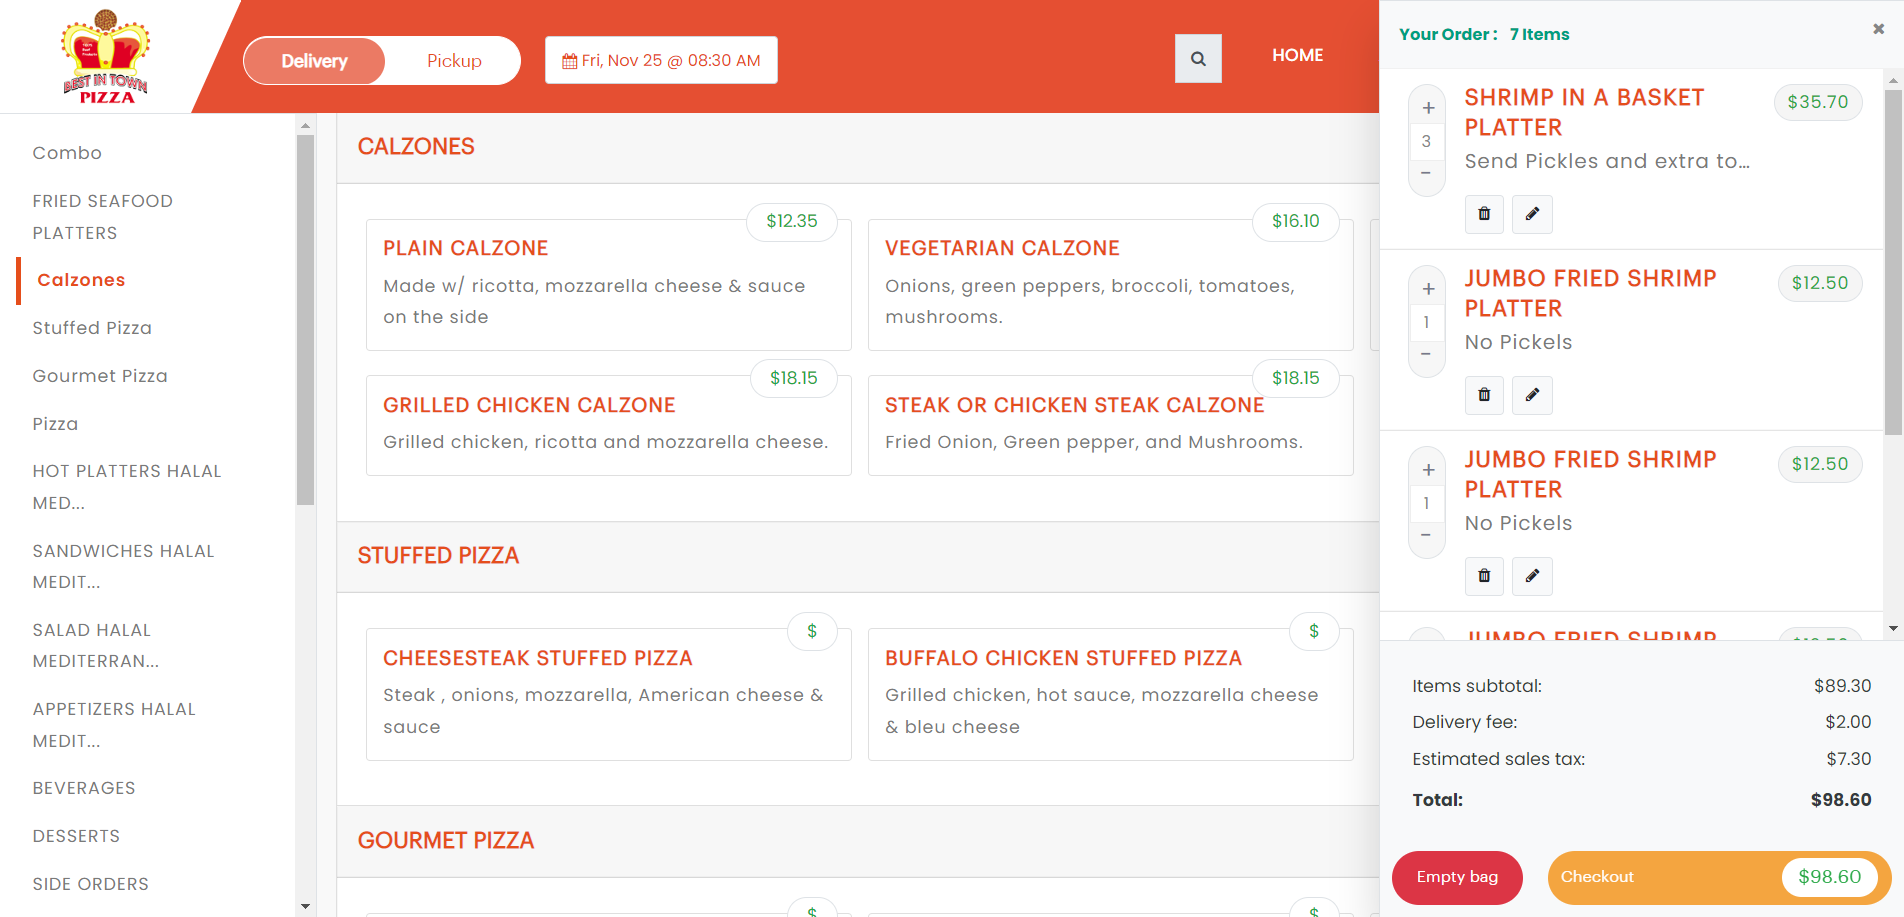 BEST IN TOWN
PIZZA
Delivery
Pickup
Fri, Nov 25 @ 08:30 AM
HOME
Combo
FRIED SEAFOOD
PLATTERS
Calzones
Stuffed Pizza
Gourmet Pizza
Pizza
HOT PLATTERS HALAL
MED...
SANDWICHES HALAL
MEDIT...
SALAD HALAL
MEDITERRAN...
APPETIZERS HALAL
MEDIT...
BEVERAGES
DESSERTS
SIDE ORDERS
CALZONES
$12.35
PLAIN CALZONE
Made w/ ricotta, mozzarella cheese & sauce
on the side
$16.10
VEGETARIAN CALZONE
Onions, green peppers, broccoli, tomatoes,
mushrooms.
$18.15
GRILLED CHICKEN CALZONE
Grilled chicken, ricotta and mozzarella cheese.
$18.15
STEAK OR CHICKEN STEAK CALZONE
Fried Onion, Green pepper, and Mushrooms.
STUFFED PIZZA
$
CHEESESTEAK STUFFED PIZZA
Steak , onions, mozzarella, American cheese &
sauce
$
BUFFALO CHICKEN STUFFED PIZZA
Grilled chicken, hot sauce, mozzarella cheese
& bleu cheese
GOURMET PIZZA
$
$
Your Order : 7 Items
+
3
−
SHRIMP IN A BASKET
PLATTER
$35.70
Send Pickles and extra to...
+
1
−
JUMBO FRIED SHRIMP
PLATTER
$12.50
No Pickels
+
1
−
JUMBO FRIED SHRIMP
PLATTER
$12.50
No Pickels
JUMBO FRIED SHRIMP
Items subtotal: $89.30
Delivery fee: $2.00
Estimated sales tax: $7.30
Total: $98.60
Empty bag
Checkout $98.60